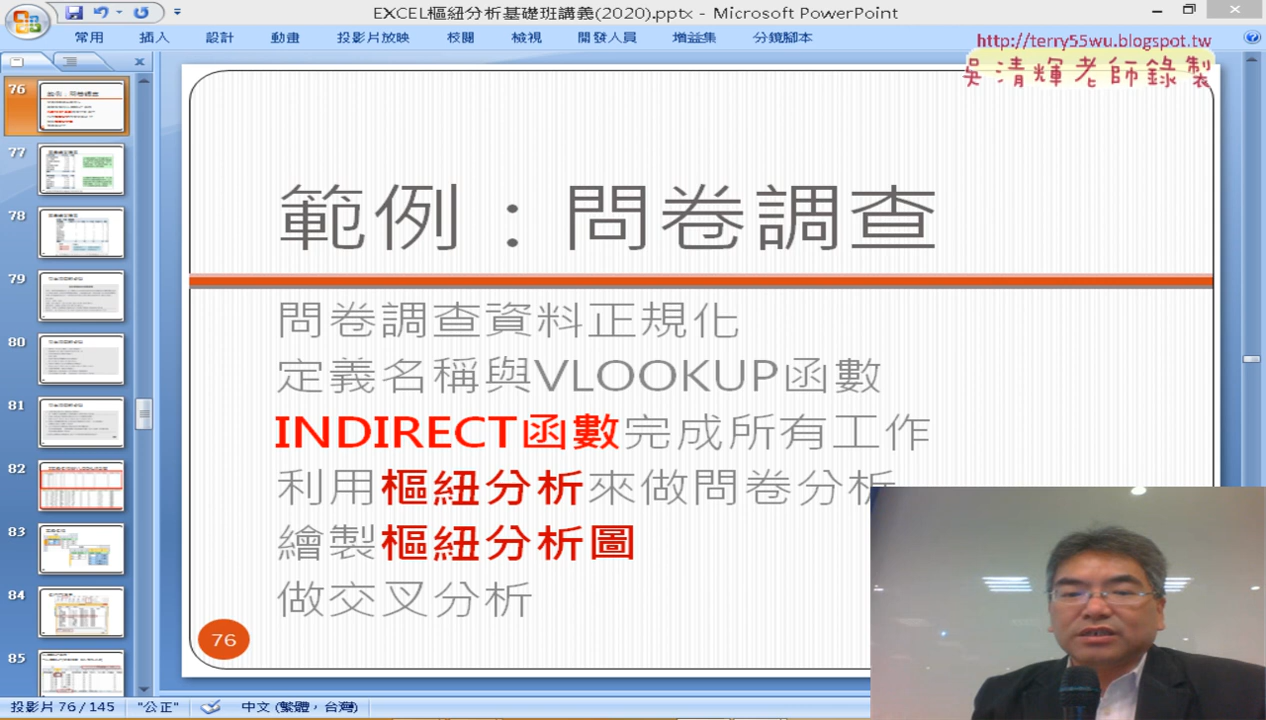 EXCEL樞紐分析基礎班講義(2020).pptx - Microsoft PowerPoint
常用 插入 設計 動畫 投影片放映 校閱 檢視 開發人員 增益集 分鏡腳本
http://terry55wu.blogspot.tw
吳清輝老師錄製
76
77
78
79
80
81
82
83
84
85
範例：問卷調查
問卷調查資料正規化
定義名稱與VLOOKUP函數
INDIRECT函數完成所有工作
利用樞紐分析來做問卷分析
繪製樞紐分析圖
做交叉分析
76
投影片 76 / 145 "公正" 中文 (繁體，台灣)